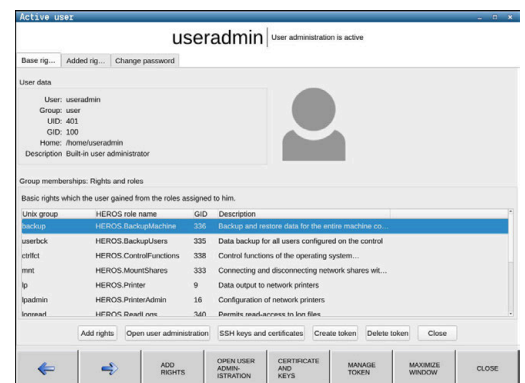 Active user
useradmin User administration is active
Base rig... Added rig... Change password
User data
User: useradmin
Group: user
UID: 401
GID: 100
Home: /home/useradmin
Description Built-in user administrator
Group memberships: Rights and roles
Basic rights which the user gained from the roles assigned to him.
Unix group HEROS role name GID Description
backup HEROS.BackupMachine 336 Backup and restore data for the entire machine co...
userbck HEROS.BackupUsers 335 Data backup for all users configured on the control
ctrlfct HEROS.ControlFunctions 338 Control functions of the operating system...
mnt HEROS.MountShares 333 Connecting and disconnecting network shares wit...
lp HEROS.Printer 9 Data output to network printers
lpadmin HEROS.PrinterAdmin 16 Configuration of network printers
logread HEROS.ReadLogs 340 Permits read-access to log files
Add rights Open user administration SSH keys and certificates Create token Delete token Close
ADD RIGHTS
OPEN USER ADMIN-ISTRATION
CERTIFICATE AND KEYS
MANAGE TOKEN
MAXIMIZE WINDOW
CLOSE